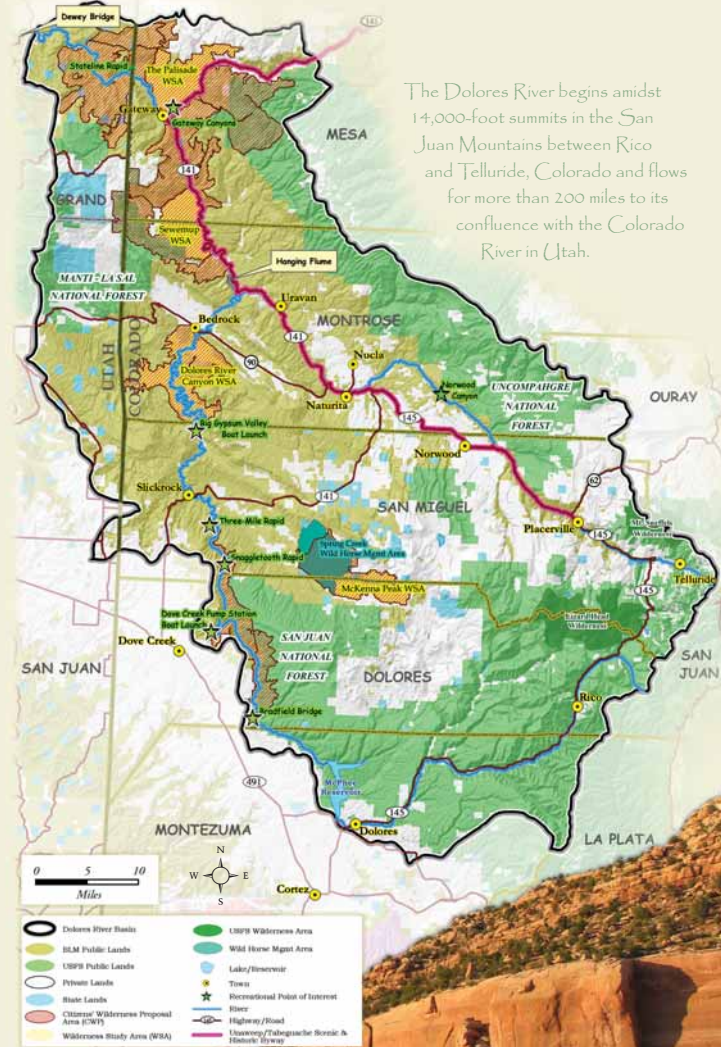 Dewey Bridge
141
Stateline Rapid
The Palisade
WSA
Gateway
Gateway Canyons
The Dolores River begins amidst
14,000-foot summits in the San
Juan Mountains between Rico
and Telluride, Colorado and flows
for more than 200 miles to its
confluence with the Colorado
River in Utah.
MESA
141
GRAND
Sewemup
WSA
Hanging Flume
MANTI - LA SAL
NATIONAL FOREST
Uravan
Bedrock
MONTROSE
UTAH
COLORADO
141
90
Nucla
Dolores River
Canyon WSA
Norwood
Canyon
UNCOMPAHGRE
NATIONAL
FOREST
OURAY
Naturita
145
Big Gypsum Valley
Boat Launch
Norwood
62
Slickrock
141
SAN MIGUEL
Placerville
Three-Mile Rapid
145
Mt. Sneffels
Wilderness
Spring Creek
Wild Horse Mgmt Area
Snaggletooth Rapid
Telluride
McKenna Peak WSA
145
Dove Creek Pump Station
Boat Launch
Lizard Head
Wilderness
Dove Creek
SAN JUAN
NATIONAL
FOREST
SAN JUAN
DOLORES
SAN
JUAN
Rico
Bradfield Bridge
McPhee
Reservoir
491
145
MONTEZUMA
Dolores
LA PLATA
N
W E
S
0 5 10
Miles
Cortez
Dolores River Basin
BLM Public Lands
USFS Public Lands
Private Lands
State Lands
Citizens' Wilderness Proposal
Area (CWP)
Wilderness Study Area (WSA)
USFS Wilderness Area
Wild Horse Mgmt Area
Lake/Reservoir
Town
Recreational Point of Interest
River
Highway/Road
Unaweep/Tabeguache Scenic &
Historic Byway